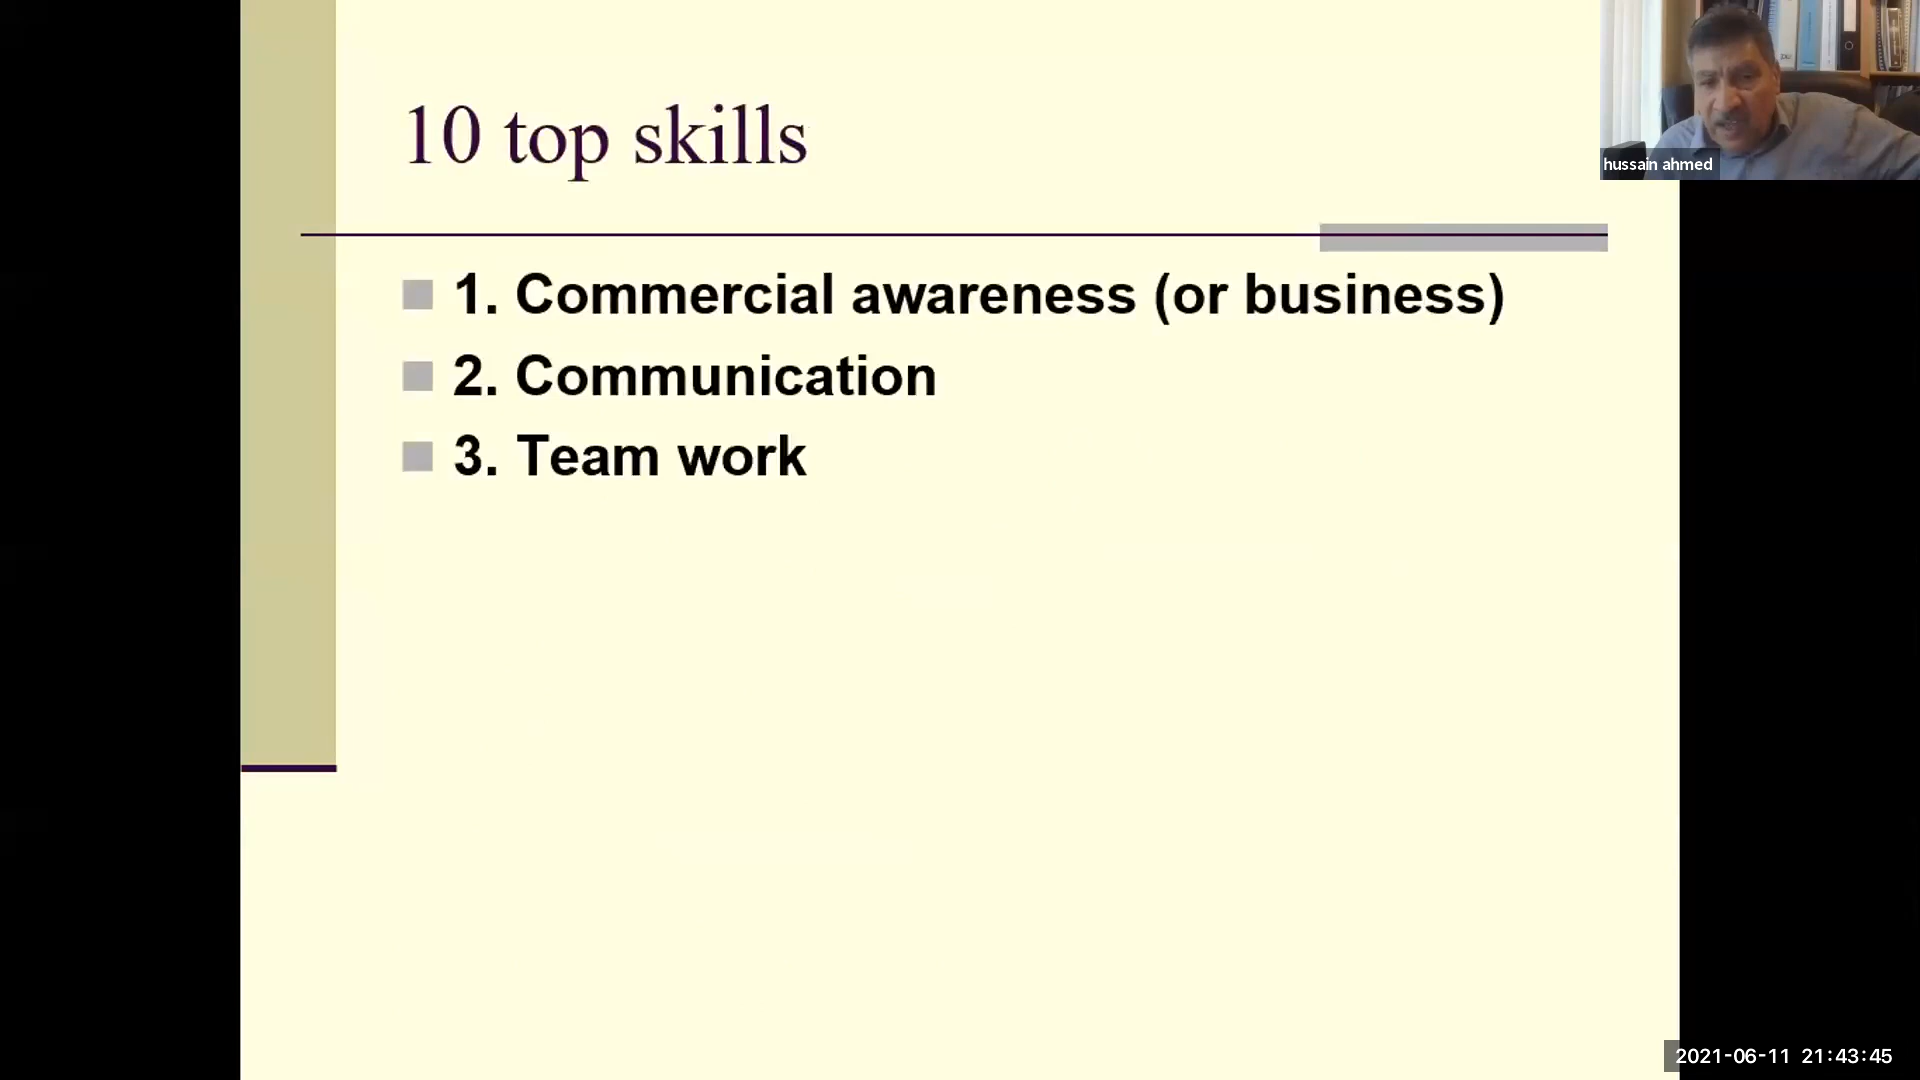 10 top skills
hussain ahmed
1. Commercial awareness (or business)
2. Communication
3. Team work
2021-06-11 21:43:45